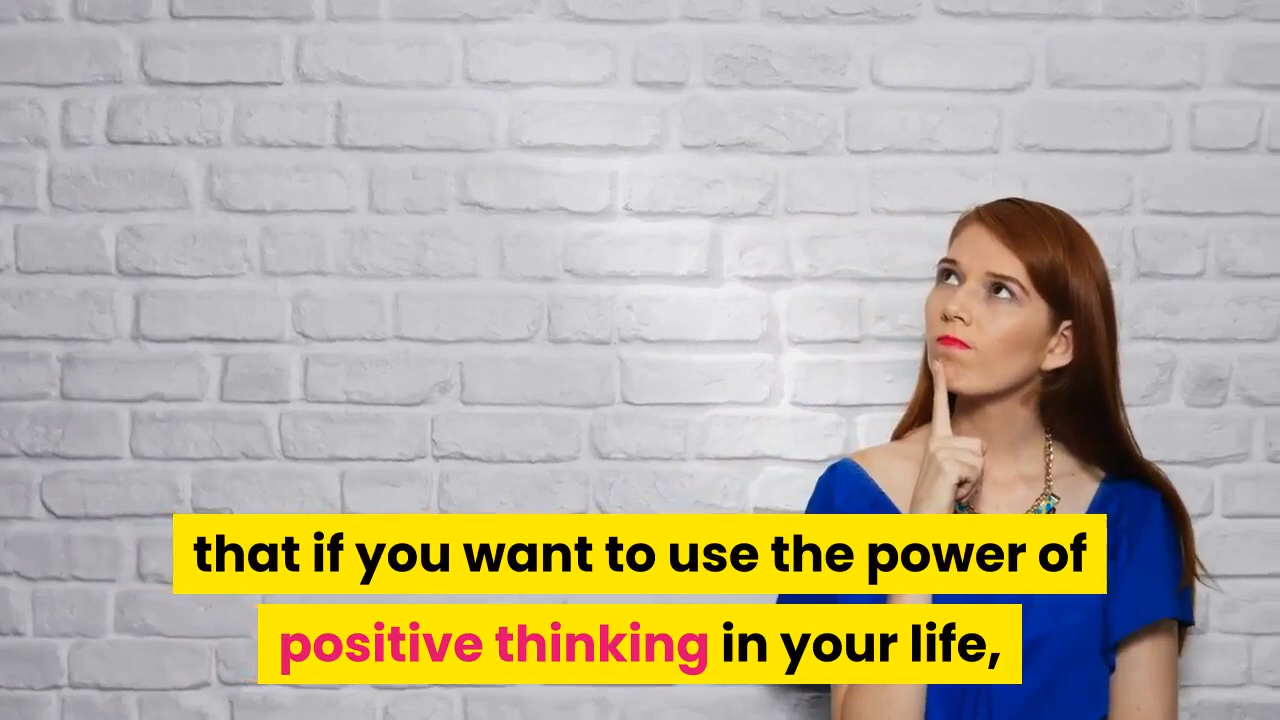 that if you want to use the power of
positive thinking in your life,